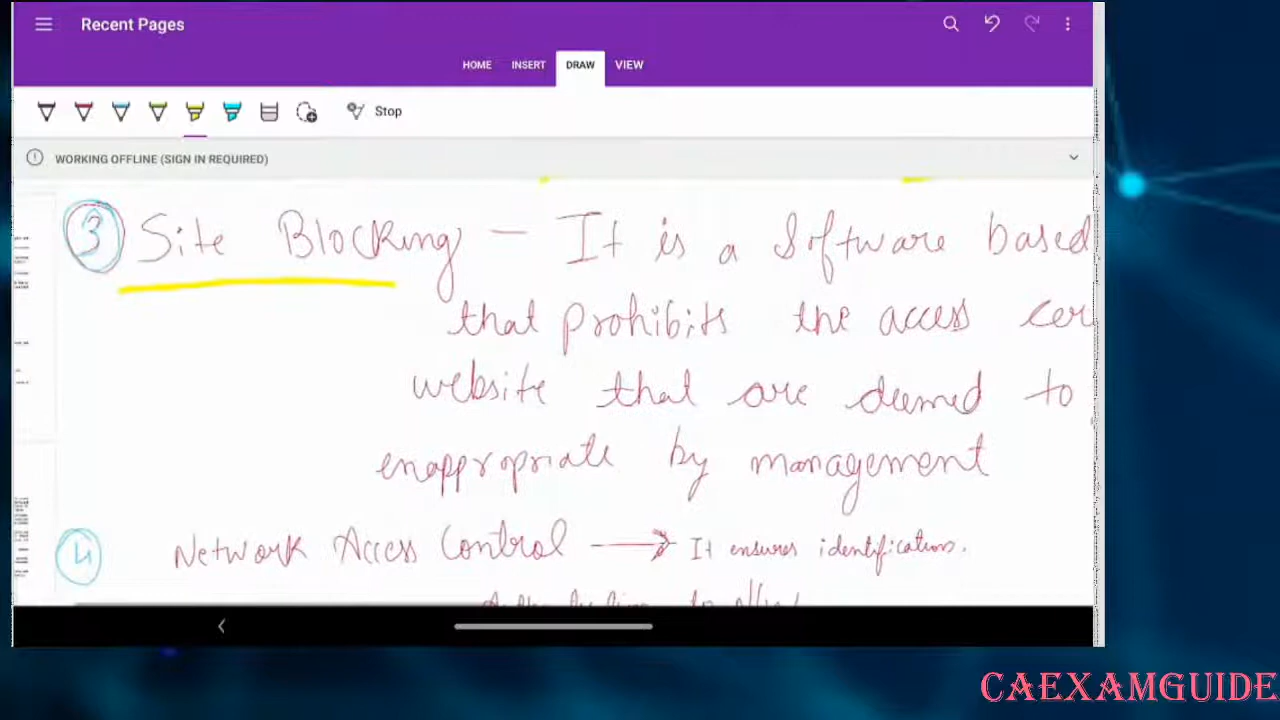 Recent Pages
HOME INSERT DRAW VIEW
Stop
WORKING OFFLINE (SIGN IN REQUIRED)
3 Site Blocking - It is a Software based
that prohibits the access cer
website that are deemed to
enappropriate by management
4 Network Access Control → It ensures identification.
CAEXAMGUIDE